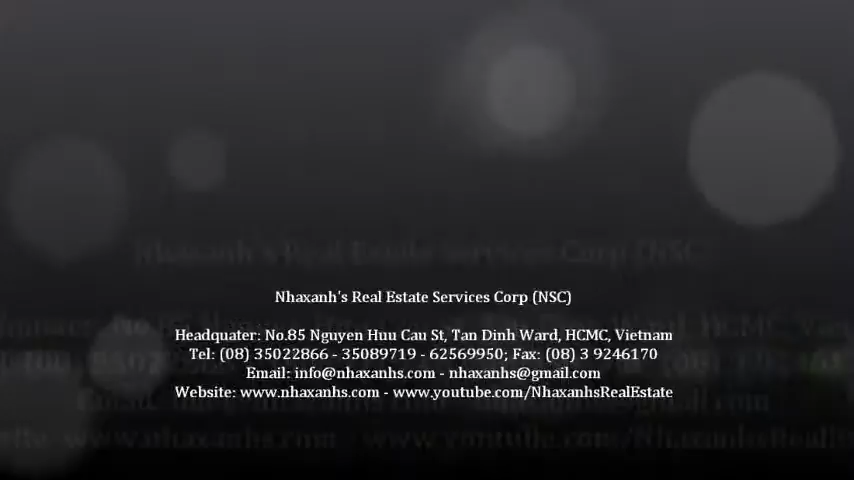 Nhaxanh's Real Estate Services Corp (NSC)
Headquater: No.85 Nguyen Huu Cau St, Tan Dinh Ward, HCMC, Vietnam
Tel: (08) 35022866 - 35089719 - 62569950; Fax: (08) 3 9246170
Email: info@nhaxanhs.com - nhaxanhs@gmail.com
Website: www.nhaxanhs.com - www.youtube.com/NhaxanhsRealEstate